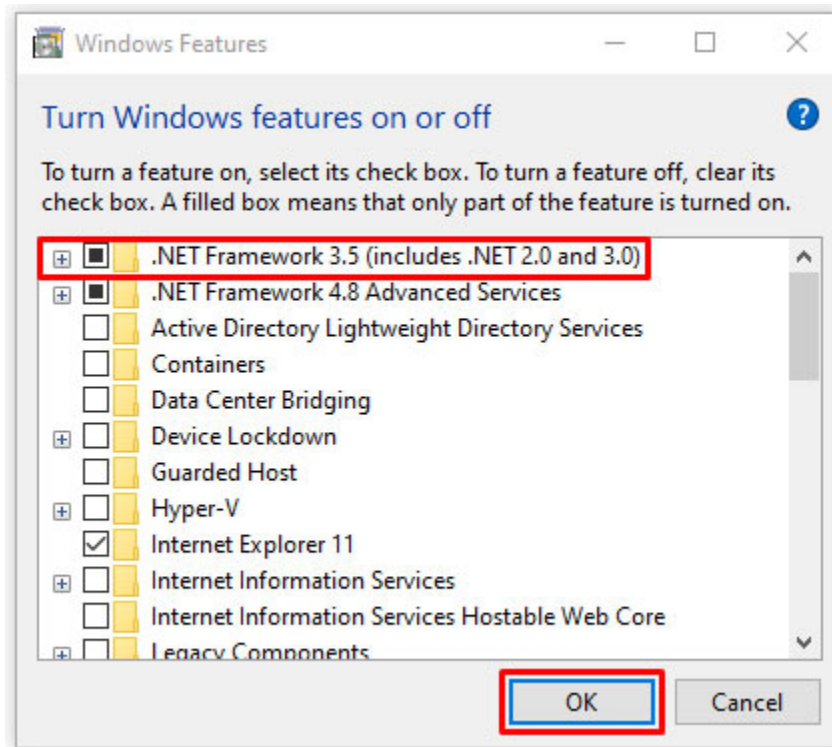 Windows Features
Turn Windows features on or off
?
To turn a feature on, select its check box. To turn a feature off, clear its
check box. A filled box means that only part of the feature is turned on.
.NET Framework 3.5 (includes .NET 2.0 and 3.0)
.NET Framework 4.8 Advanced Services
Active Directory Lightweight Directory Services
Containers
Data Center Bridging
Device Lockdown
Guarded Host
Hyper-V
Internet Explorer 11
Internet Information Services
Internet Information Services Hostable Web Core
Legacy Components
OK Cancel